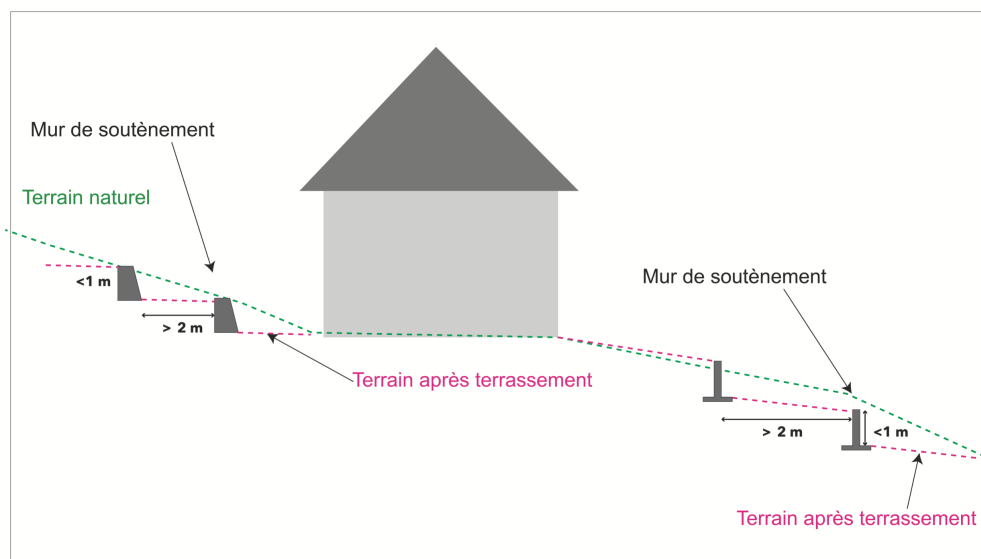 Mur de soutènement
Terrain naturel
<1 m
> 2 m
Terrain après terrassement
Mur de soutènement
> 2 m
<1 m
Terrain après terrassement